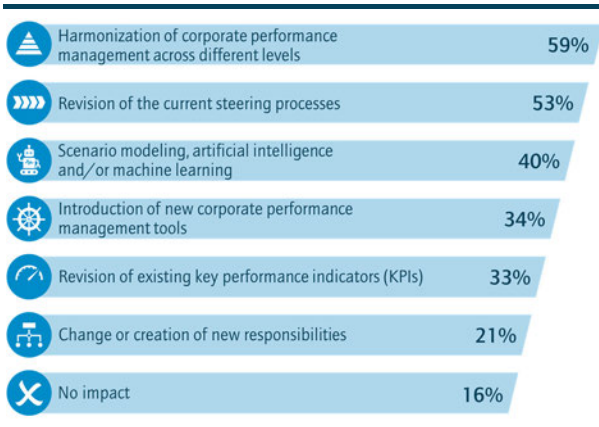 Harmonization of corporate performance
management across different levels
59%
Revision of the current steering processes
53%
Scenario modeling, artificial intelligence
and/or machine learning
40%
Introduction of new corporate performance
management tools
34%
Revision of existing key performance indicators (KPIs)
33%
Change or creation of new responsibilities
21%
No impact
16%